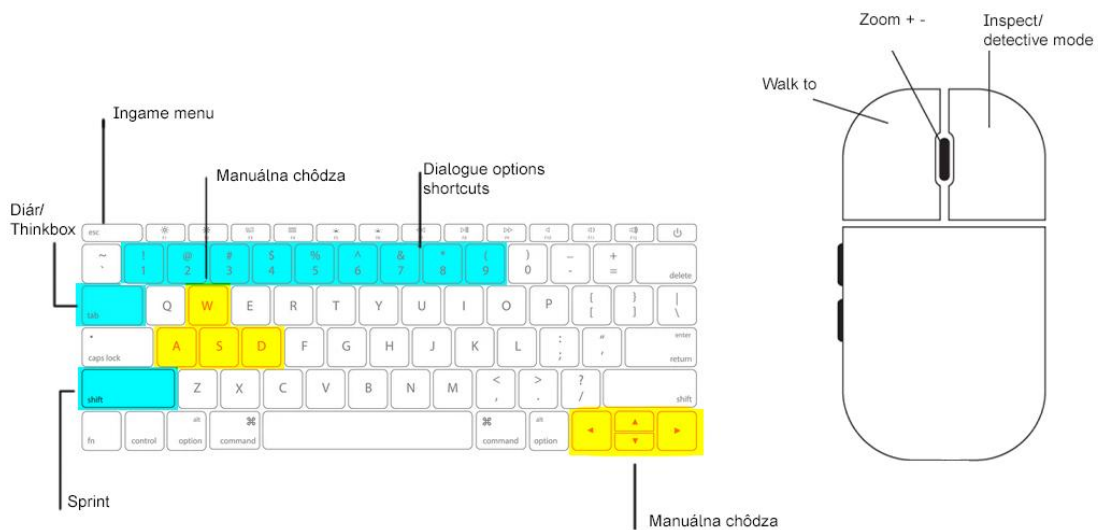 Zoom + -
Inspect/
detective mode
Walk to
Ingame menu
Manuálna chôdza
Dialogue options
shortcuts
Diár/
Thinkbox
esc
~ ! @ # $ % ^ & * ( ) _ +
` 1 2 3 4 5 6 7 8 9 0 - = delete
tab Q W E R T Y U I O P { [ } ] | \
caps lock A S D F G H J K L : ; " ' enter return
shift Z X C V B N M < , > . ? / shift
fn control alt option ⌘ command ⌘ command alt option ◄ ▲ ▼ ►
Sprint
Manuálna chôdza